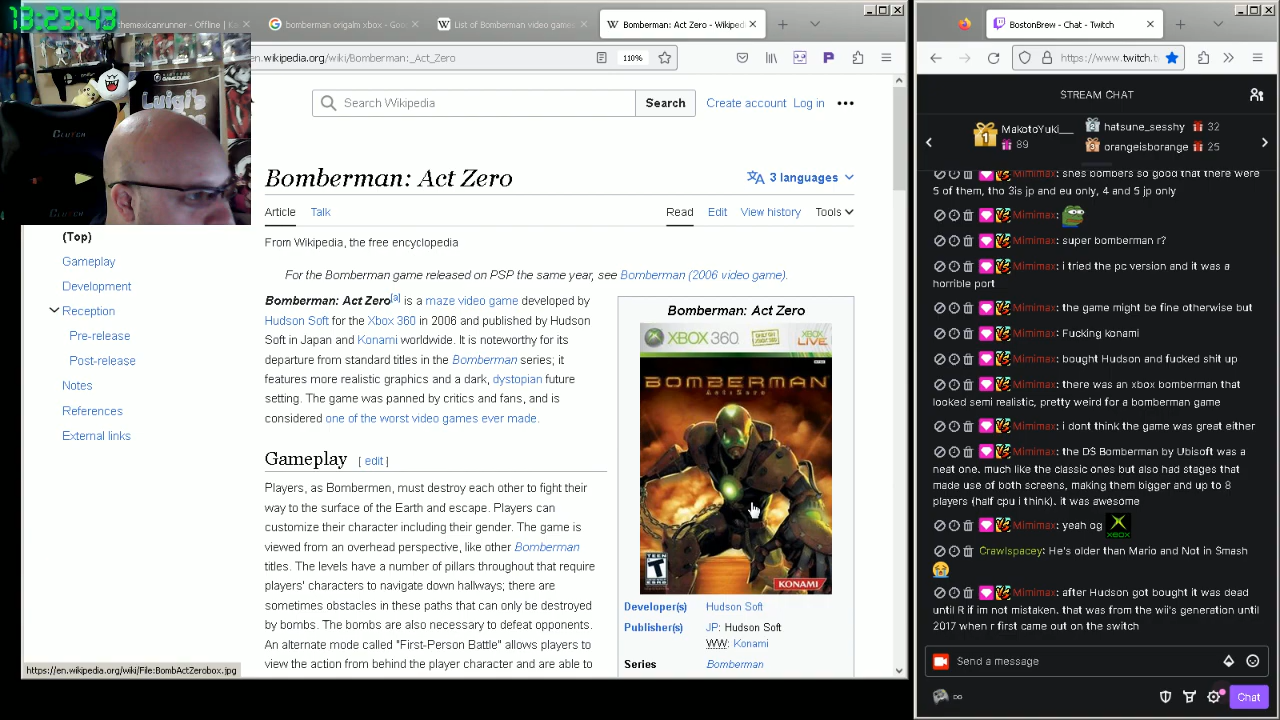 13:23:43
themexicanrunner - Offline
bomberman origaim xbox - Goo
List of Bomberman video games
Bomberman: Act Zero - Wikiped
BostonBrew - Chat - Twitch
en.wikipedia.org/wiki/Bomberman:_Act_Zero
110%
https://www.twitch.t
Search Wikipedia
Search
Create account
Log in
Bomberman: Act Zero
3 languages
Article
Talk
Read
Edit
View history
Tools
(Top)
Gameplay
Development
Reception
Pre-release
Post-release
Notes
References
External links
From Wikipedia, the free encyclopedia
For the Bomberman game released on PSP the same year, see Bomberman (2006 video game).
Bomberman: Act Zero[a] is a maze video game developed by
Hudson Soft for the Xbox 360 in 2006 and published by Hudson
Soft in Japan and Konami worldwide. It is noteworthy for its
departure from standard titles in the Bomberman series; it
features more realistic graphics and a dark, dystopian future
setting. The game was panned by critics and fans, and is
considered one of the worst video games ever made.
Gameplay [ edit ]
Players, as Bombermen, must destroy each other to fight their
way to the surface of the Earth and escape. Players can
customize their character including their gender. The game is
viewed from an overhead perspective, like other Bomberman
titles. The levels are a number of pillars throughout that require
players' characters to navigate down hallways; there are
sometimes obstacles in these paths that can only be destroyed
by bombs. The bombs are also necessary to defeat opponents.
An alternate mode called "First-Person Battle" allows players to
view the action from behind the player character and are able to
Bomberman: Act Zero
XBOX 360
XBOX
LIVE
BOMBERMAN
Act:Zero
KONAMI
Developer(s) Hudson Soft
Publisher(s) JP: Hudson Soft
WW: Konami
Series Bomberman
https://en.wikipedia.org/wiki/File:BombActZerobox.jpg
Luigi's
CLUTCH
STREAM CHAT
MakotoYuki___
89
hatsune_sesshy 32
orangeisborange 25
shes bombers so good that there were
5 of them, tho 3is jp and eu only, 4 and 5 jp only
Mimimax:
Mimimax: super bomberman r?
Mimimax: i tried the pc version and it was a
horrible port
Mimimax: the game might be fine otherwise but
Mimimax: Fucking konami
Mimimax: bought Hudson and fucked shit up
Mimimax: there was an xbox bomberman that
looked semi realistic, pretty weird for a bomberman game
Mimimax: i dont think the game was great either
Mimimax: the DS Bomberman by Ubisoft was a
neat one. much like the classic ones but also had stages that
made use of both screens, making them bigger and up to 8
players (half cpu i think). it was awesome
Mimimax: yeah og
XBOX
Crawlspacey: He's older than Mario and Not in Smash
Mimimax: after Hudson got bought it was dead
until R if im not mistaken. that was from the wii's generation until
2017 when r first came out on the switch
Send a message
Chat